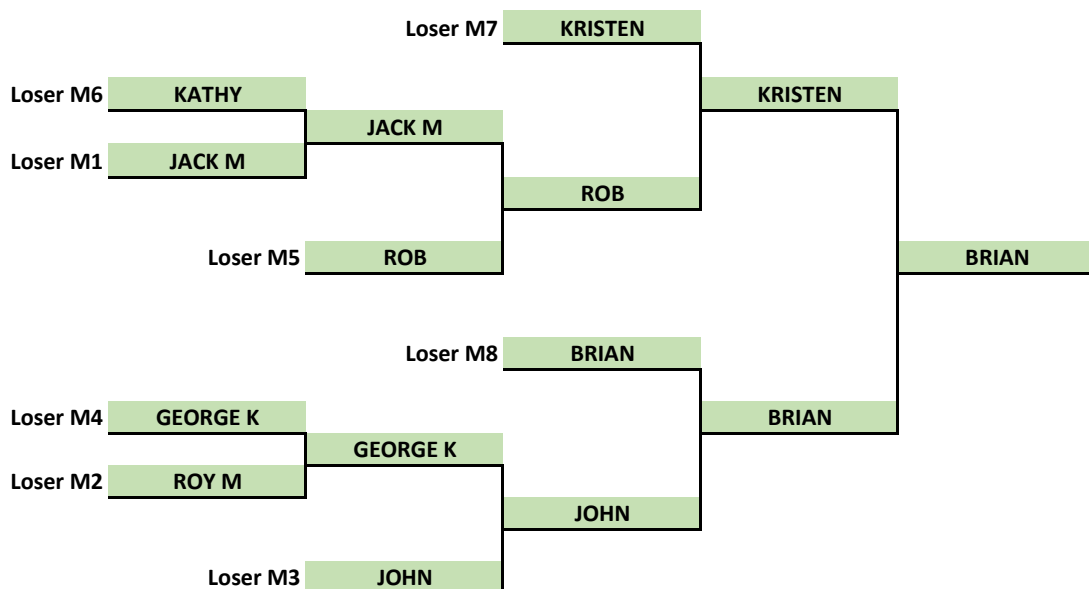 Loser M7 KRISTEN
Loser M6 KATHY KRISTEN
JACK M
Loser M1 JACK M
ROB
Loser M5 ROB BRIAN
Loser M8 BRIAN
Loser M4 GEORGE K BRIAN
GEORGE K
Loser M2 ROY M
JOHN
Loser M3 JOHN